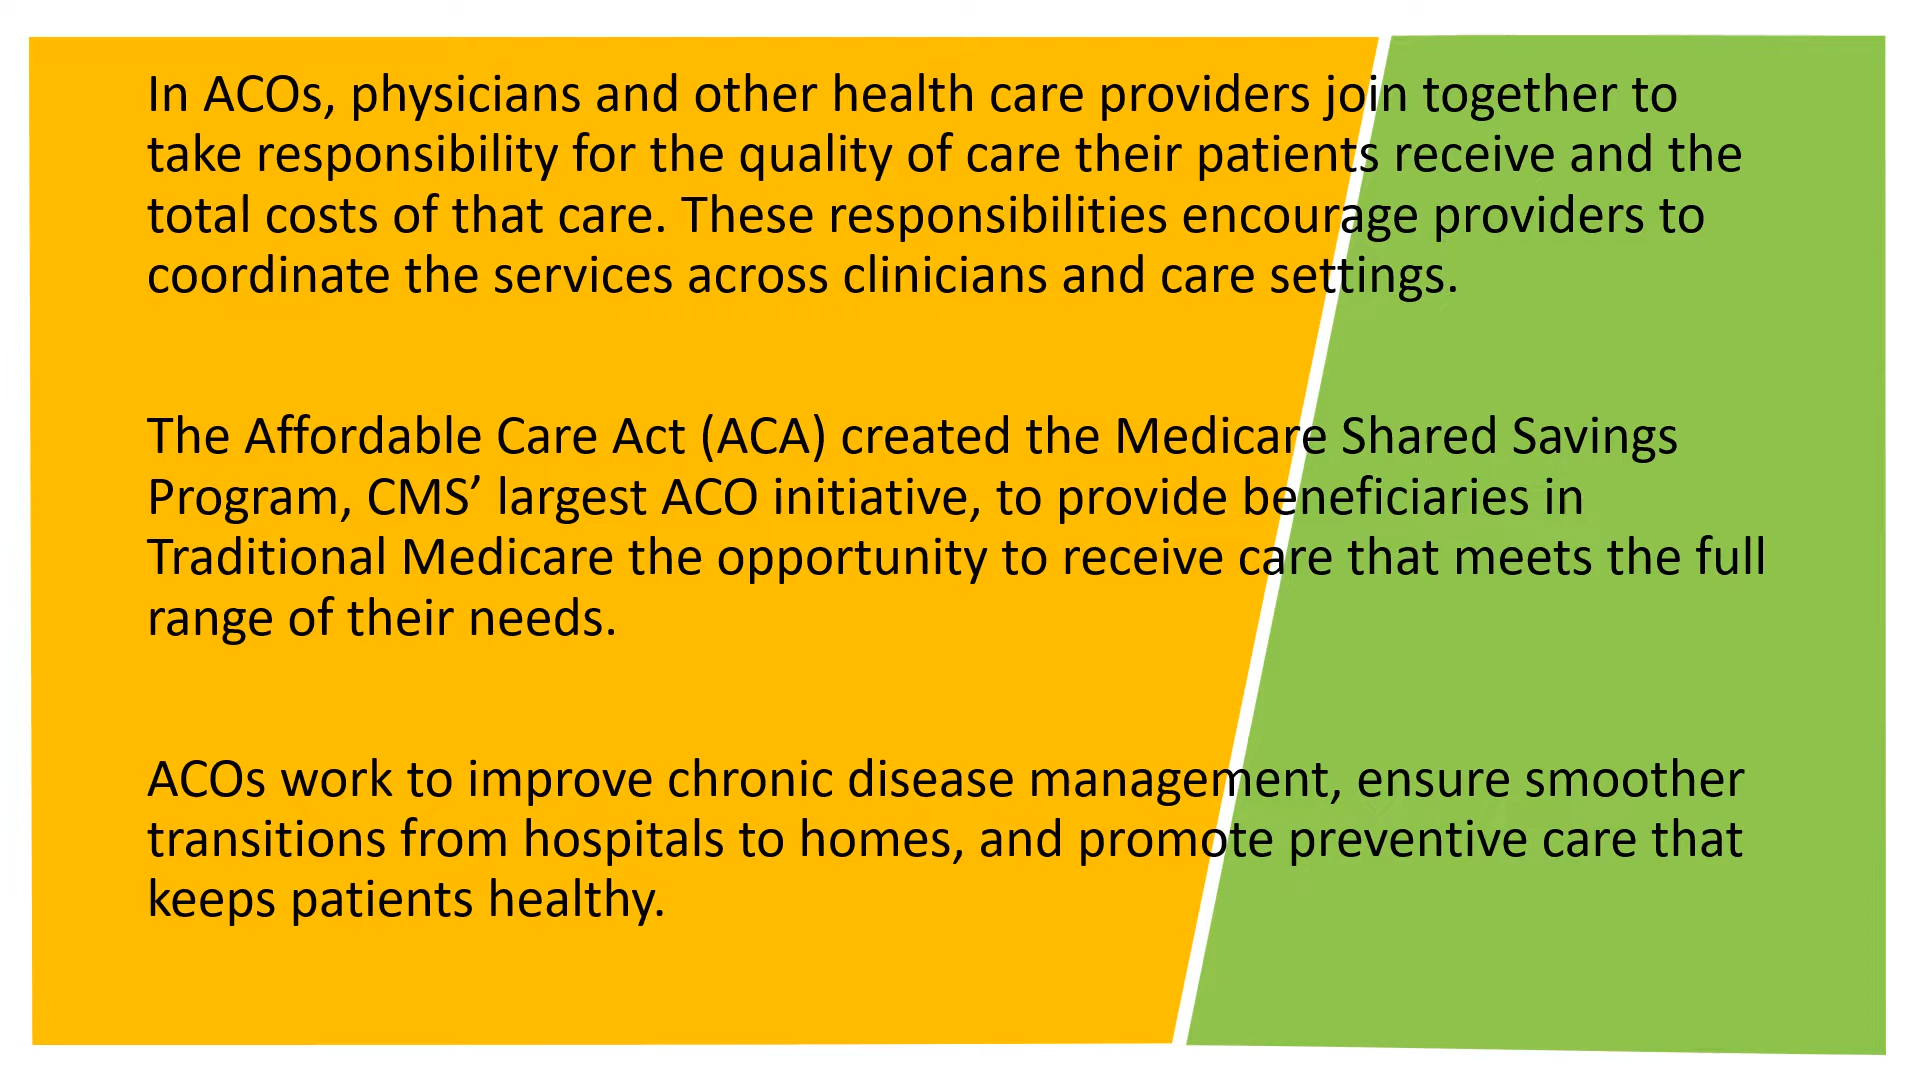 In ACOs, physicians and other health care providers join together to
take responsibility for the quality of care their patients receive and the
total costs of that care. These responsibilities encourage providers to
coordinate the services across clinicians and care settings.
The Affordable Care Act (ACA) created the Medicare Shared Savings
Program, CMS’ largest ACO initiative, to provide beneficiaries in
Traditional Medicare the opportunity to receive care that meets the full
range of their needs.
ACOs work to improve chronic disease management, ensure smoother
transitions from hospitals to homes, and promote preventive care that
keeps patients healthy.